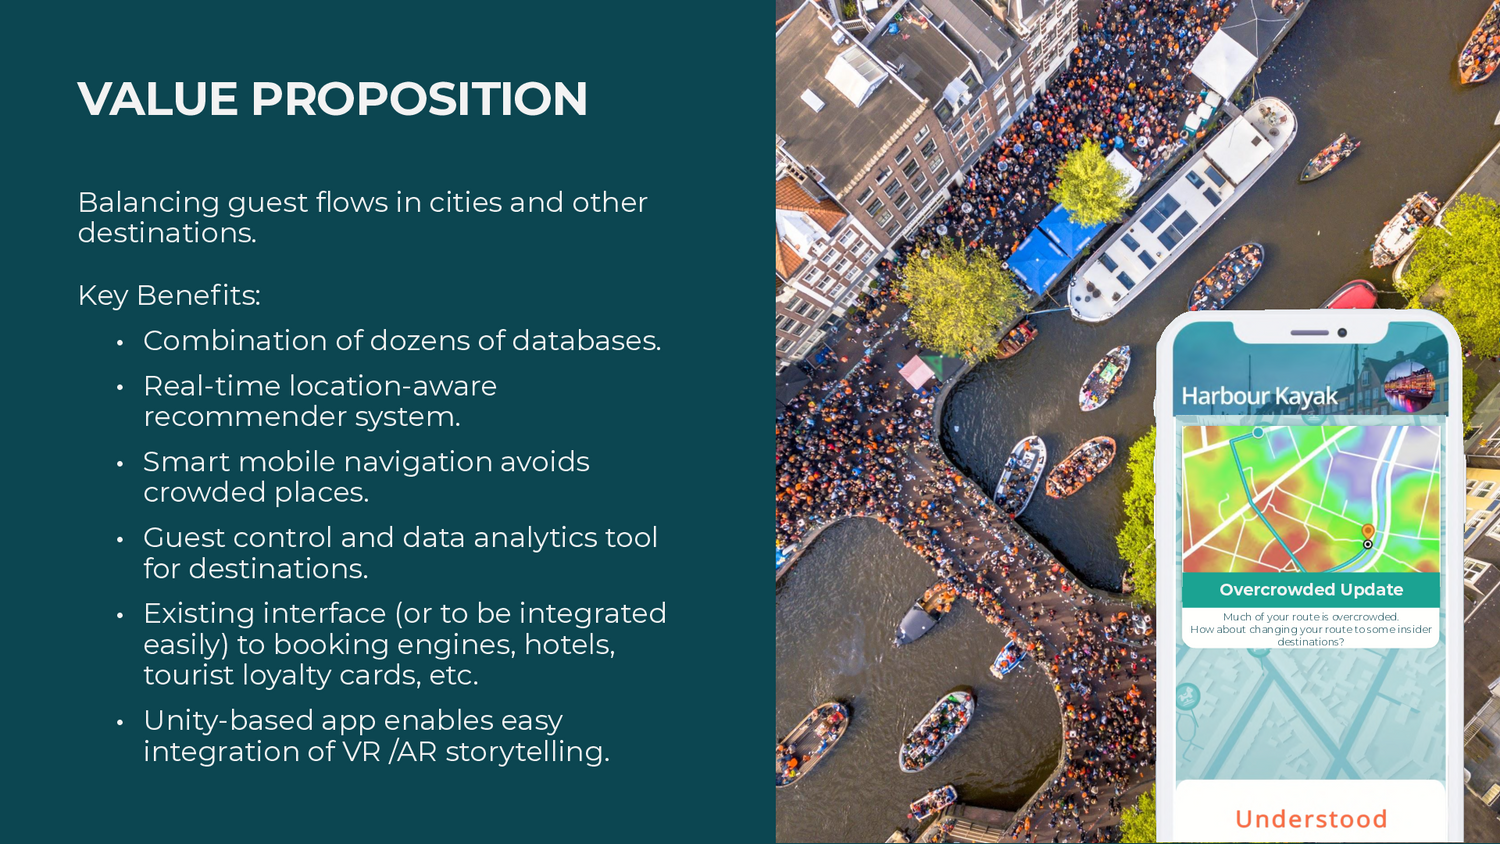 VALUE PROPOSITION
Balancing guest flows in cities and other
destinations.
Key Benefits:
• Combination of dozens of databases.
• Real-time location-aware
recommender system.
• Smart mobile navigation avoids
crowded places.
• Guest control and data analytics tool
for destinations.
• Existing interface (or to be integrated
easily) to booking engines, hotels,
tourist loyalty cards, etc.
• Unity-based app enables easy
integration of VR /AR storytelling.
Harbour Kayak
Overcrowded Update
Much of your route is overcrowded.
How about changing your route to some insider
destinations?
Understood